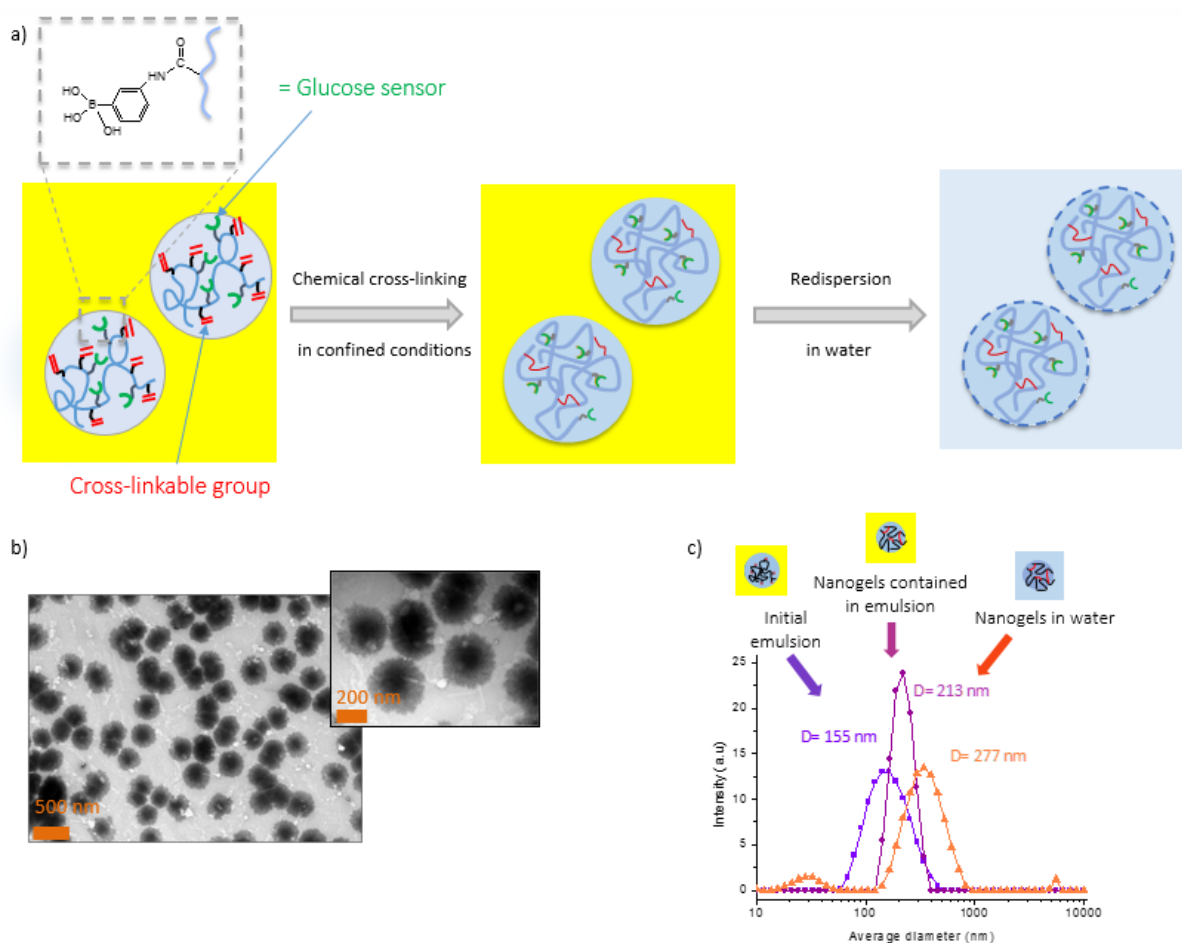 a)
O
C
HN
HO
B
HO
OH
= Glucose sensor
Chemical cross-linking
in confined conditions
Redispersion
in water
Cross-linkable group
b)
200 nm
500 nm
c)
Nanogels contained
in emulsion
Initial
emulsion
Nanogels in water
25
20
15
10
5
0
Intensity (a.u)
D= 213 nm
D= 155 nm
D= 277 nm
10
100
1000
10000
Average diameter (nm)